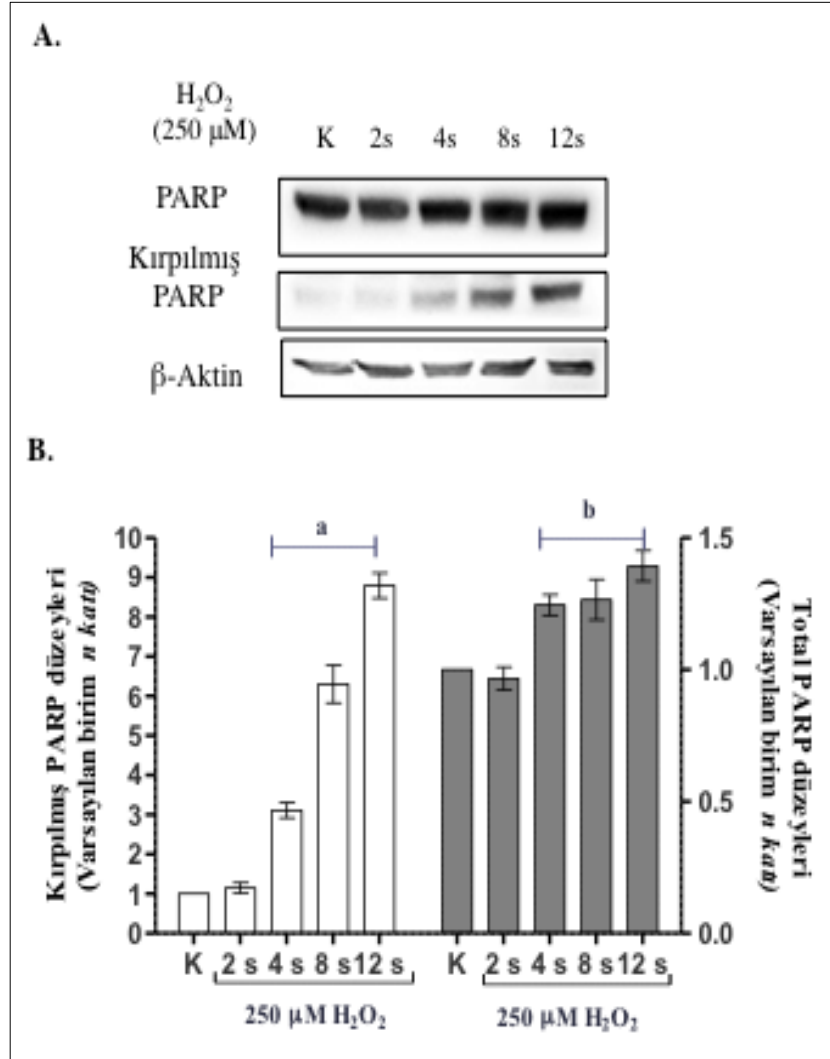 A.
H₂O₂
(250 µM)
K 2s 4s 8s 12s
PARP
Kırpılmış
PARP
β-Aktin
B.
Kırpılmış PARP düzeyleri
(Varsayılan birim n katı)
10
9
8
7
6
5
4
3
2
1
0
a
b
1.5
1.0
0.5
0.0
Total PARP düzeyleri
(Varsayılan birim n katı)
K 2 s 4 s 8 s 12 s
K 2 s 4 s 8 s 12 s
250 µM H₂O₂
250 µM H₂O₂